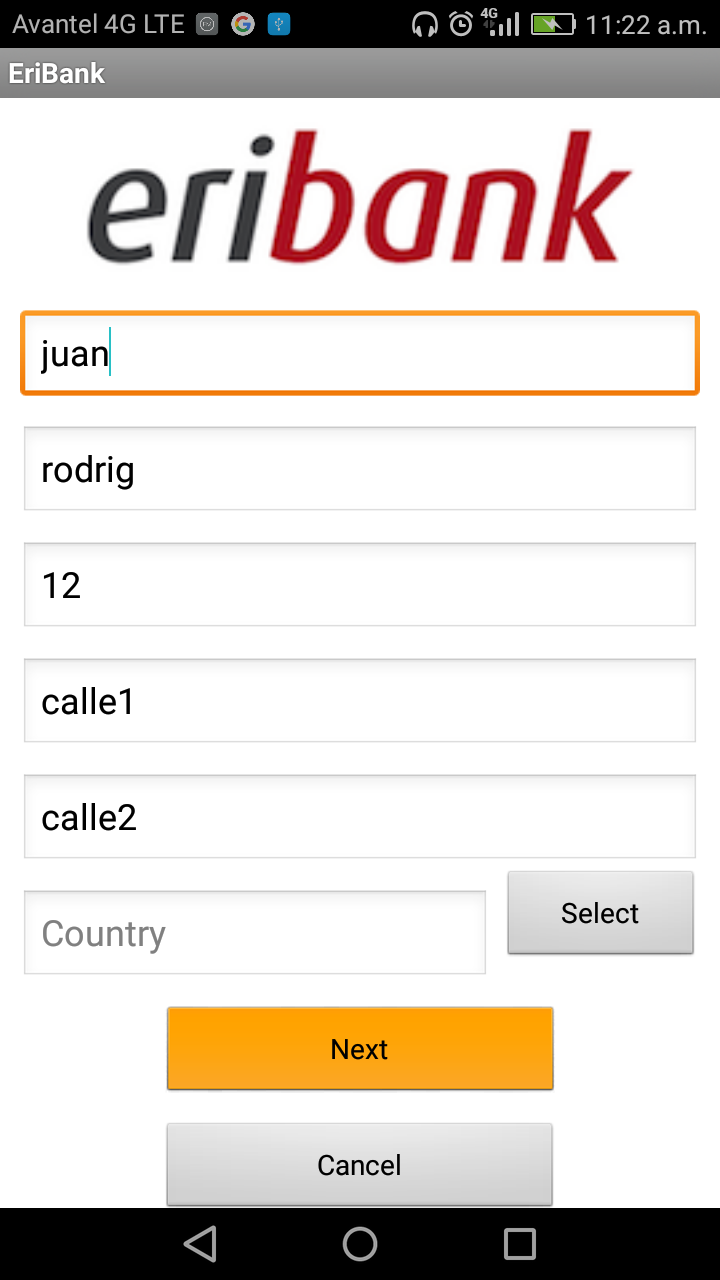 Avantel 4G LTE 4G 11:22 a.m.
EriBank
eribank
juan
rodrig
12
calle1
calle2
Country Select
Next
Cancel